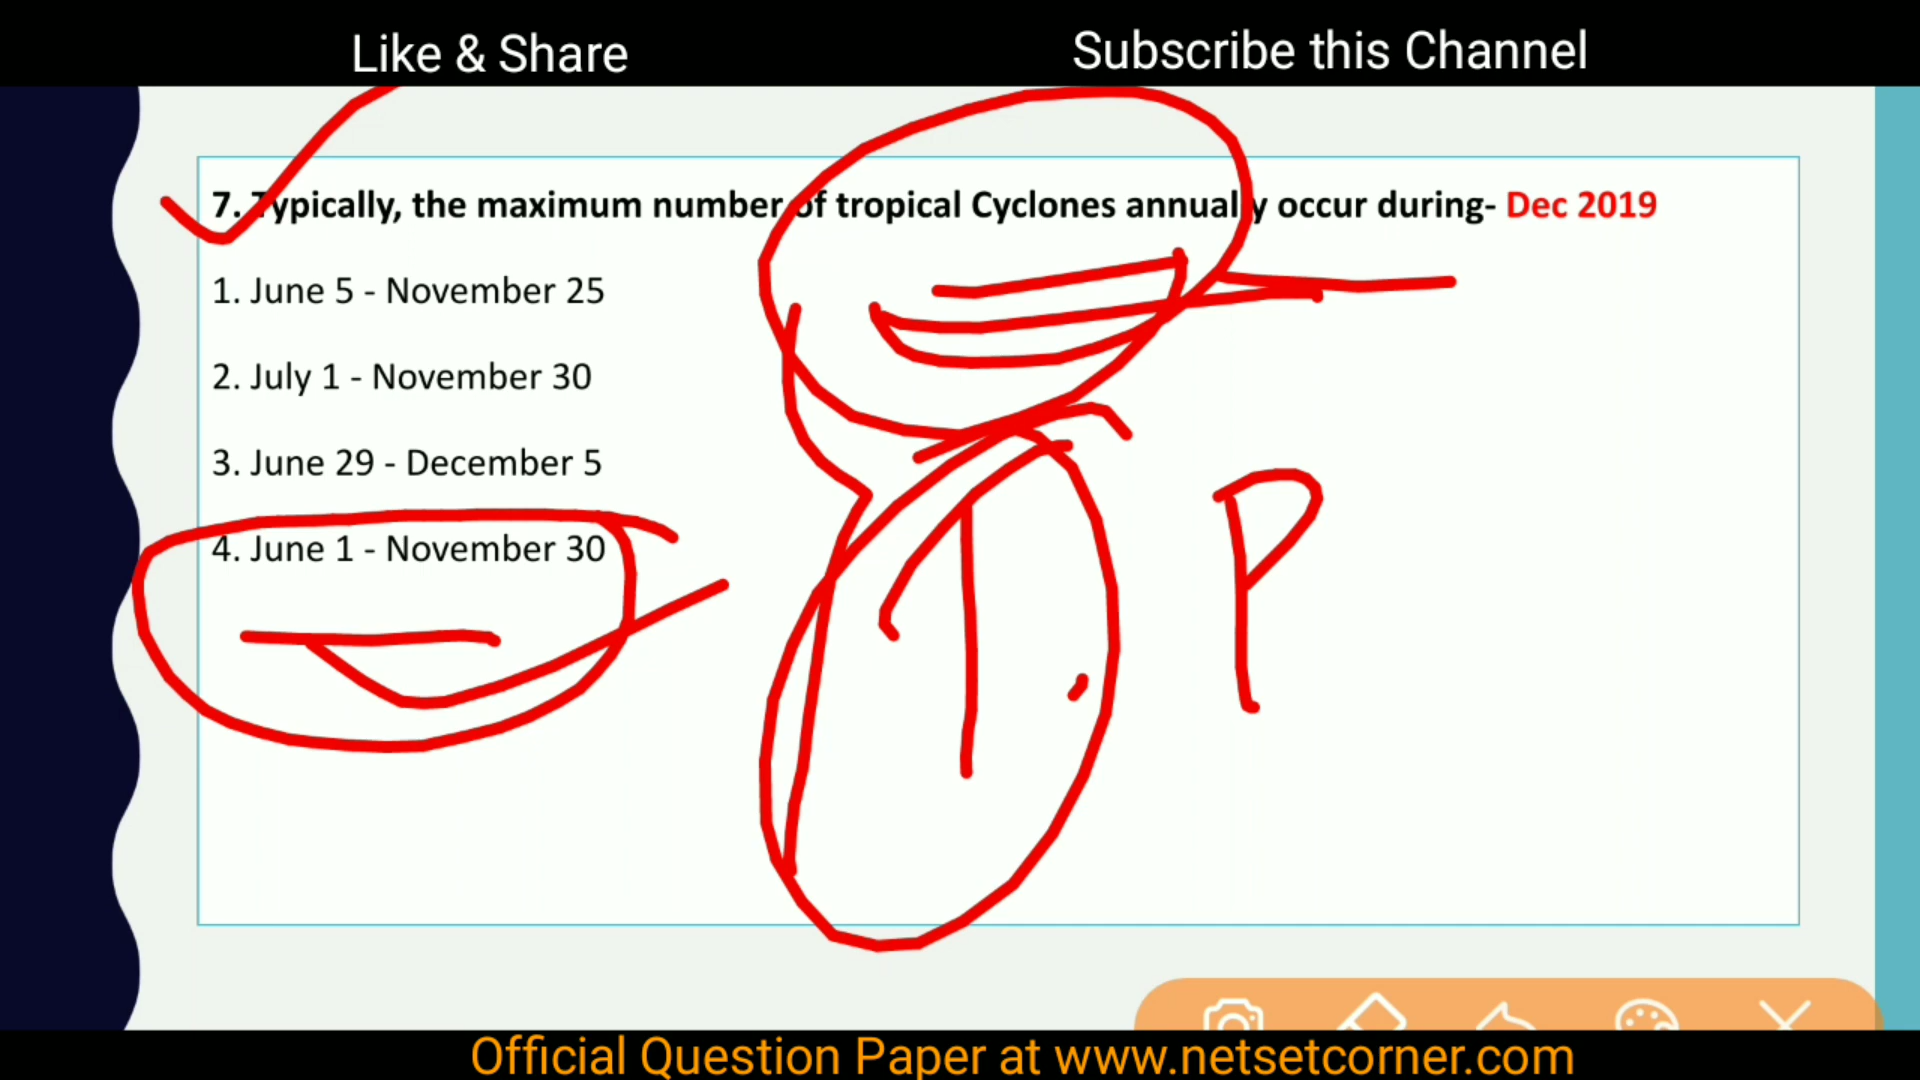 Like & Share
Subscribe this Channel
7. Typically, the maximum number of tropical Cyclones annually occur during- Dec 2019
1. June 5 - November 25
2. July 1 - November 30
3. June 29 - December 5
4. June 1 - November 30
P
Official Question Paper at www.netsetcorner.com